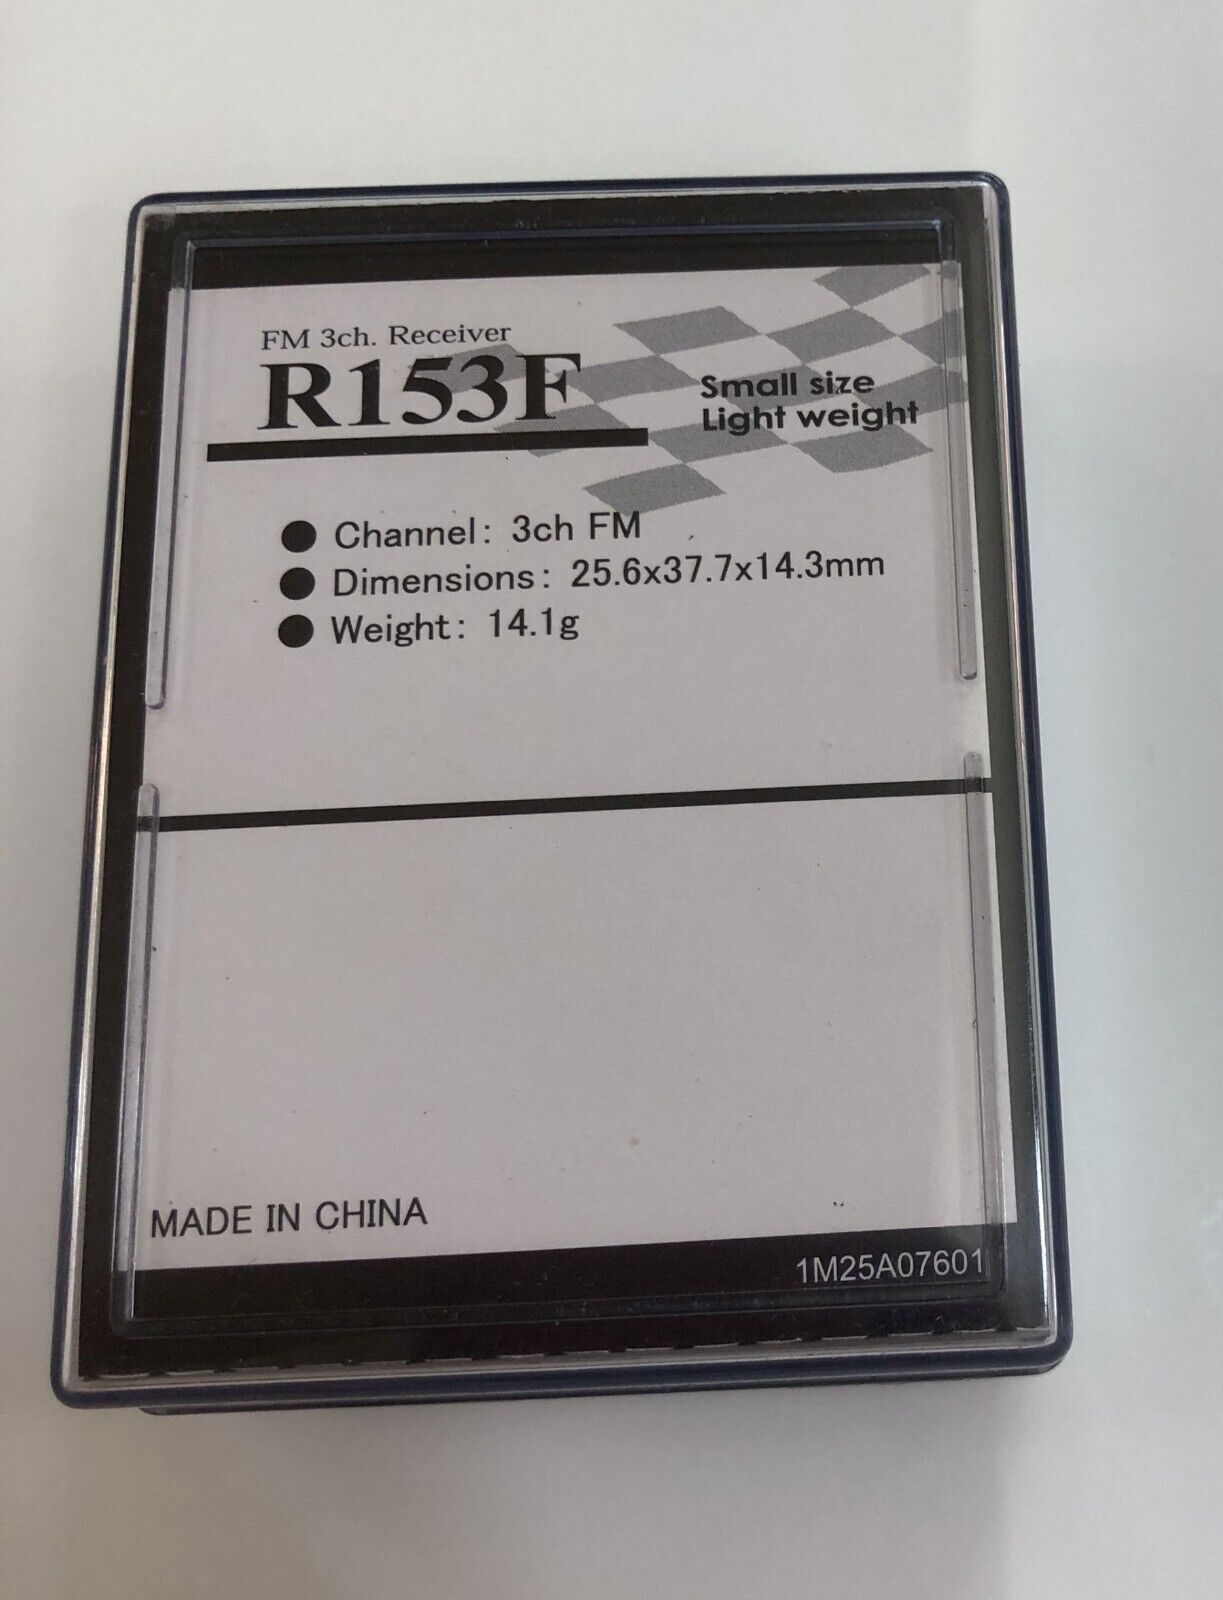 FM 3ch. Receiver
R153F
Small size
Light weight
● Channel: 3ch FM
● Dimensions: 25.6x37.7x14.3mm
● Weight: 14.1g
MADE IN CHINA
1M25A07601